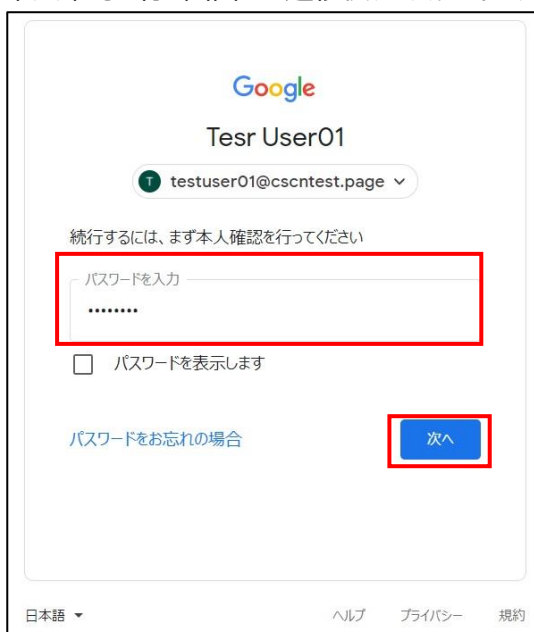 Google
Tesr User01
T testuser01@cscntest.page
続行するには、まず本人確認を行ってください
パスワードを入力
••••••••
パスワードを表示します
パスワードをお忘れの場合
次へ
日本語
ヘルプ プライバシー 規約